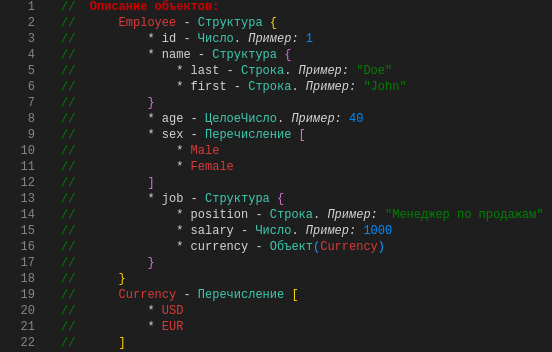 1 // Описание объектов:
2 // Employee - Структура {
3 // * id - Число. Пример: 1
4 // * name - Структура {
5 // * last - Строка. Пример: "Doe"
6 // * first - Строка. Пример: "John"
7 // }
8 // * age - ЦелоеЧисло. Пример: 40
9 // * sex - Перечисление [
10 // * Male
11 // * Female
12 // ]
13 // * job - Структура {
14 // * position - Строка. Пример: "Менеджер по продажам"
15 // * salary - Число. Пример: 1000
16 // * currency - Объект(Currency)
17 // }
18 // }
19 // Currency - Перечисление [
20 // * USD
21 // * EUR
22 // ]